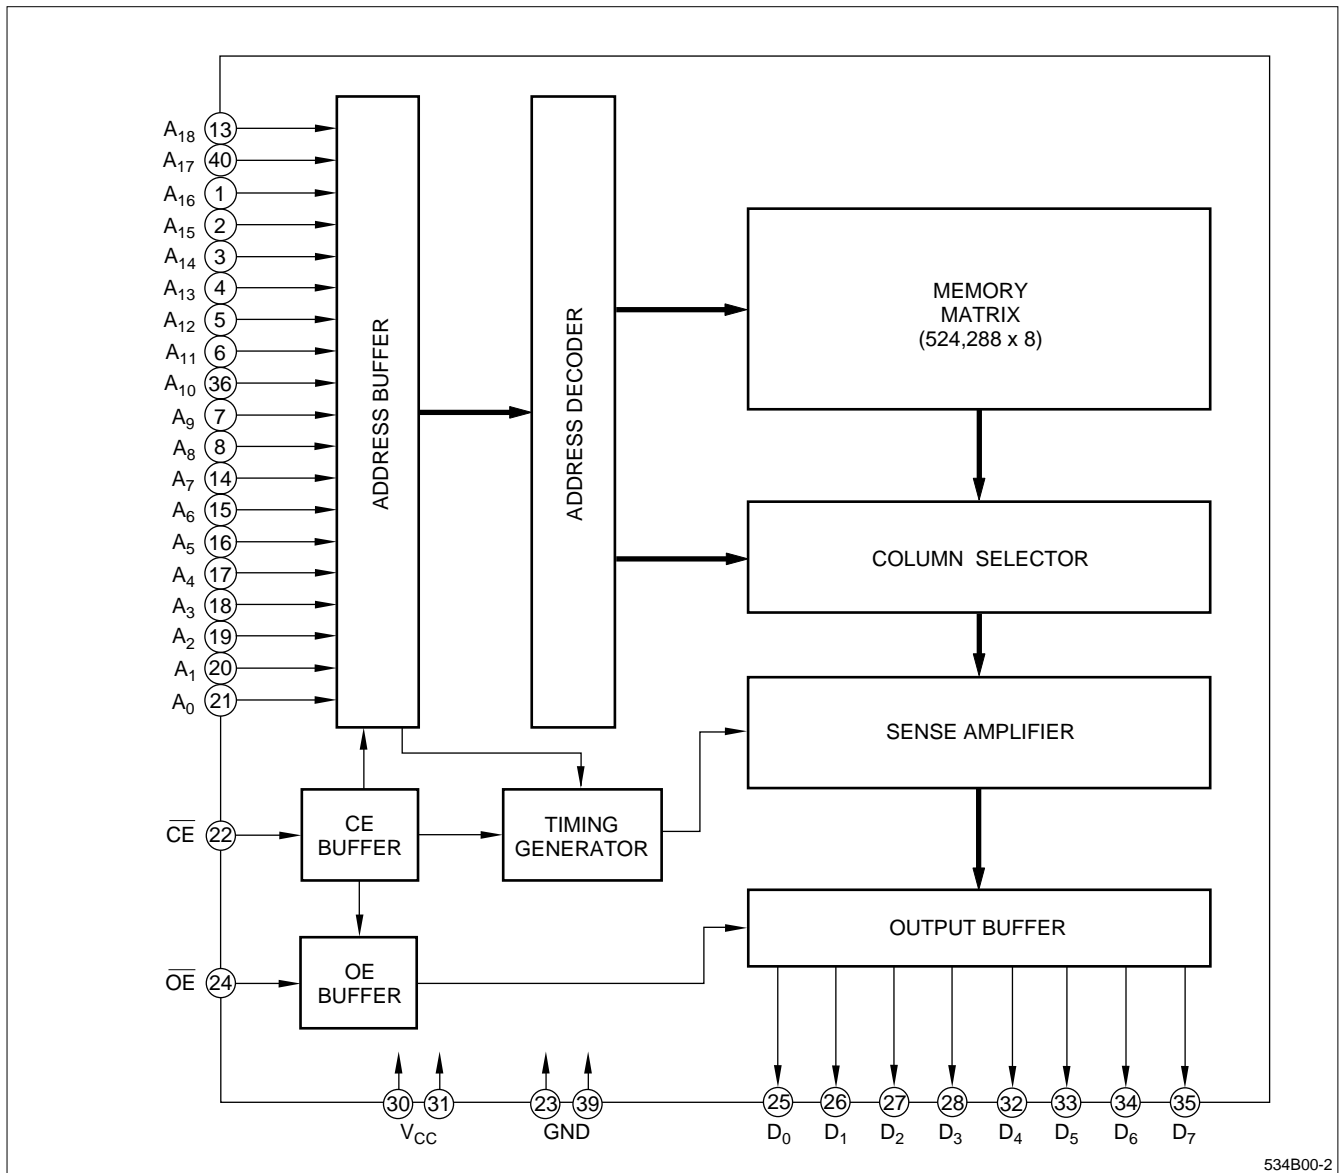 A18 13
A17 40
A16 1
A15 2
A14 3
A13 4
A12 5
A11 6
A10 36
A9 7
A8 8
A7 14
A6 15
A5 16
A4 17
A3 18
A2 19
A1 20
A0 21
ADDRESS BUFFER
ADDRESS DECODER
MEMORY
MATRIX
(524,288 x 8)
COLUMN SELECTOR
SENSE AMPLIFIER
C̅E̅ 22
CE
BUFFER
TIMING
GENERATOR
OUTPUT BUFFER
O̅E̅ 24
OE
BUFFER
30 31 23 39 25 26 27 28 32 33 34 35
VCC GND D0 D1 D2 D3 D4 D5 D6 D7
534B00-2